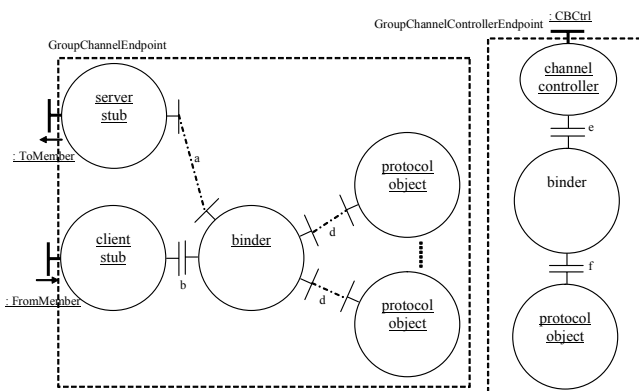 GroupChannelEndpoint
server
stub
: ToMember
a
client
stub
: FromMember
b
binder
d
d
protocol
object
protocol
object
GroupChannelControllerEndpoint
: CBCtrl
channel
controller
e
binder
f
protocol
object